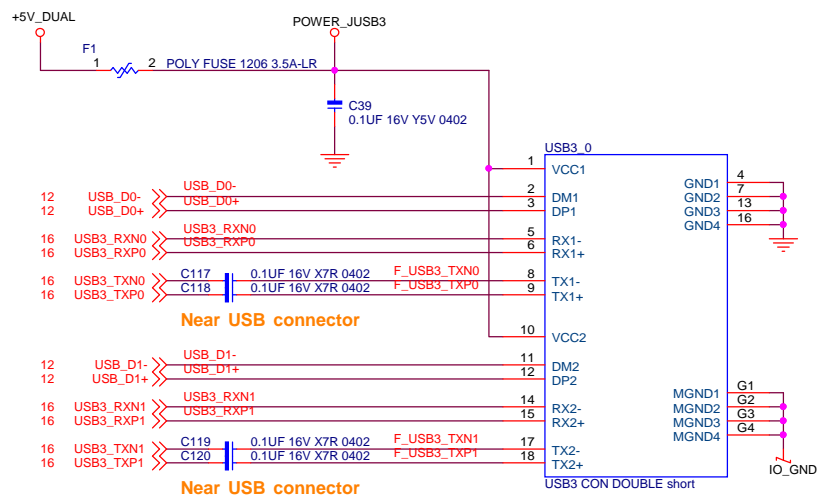 +5V_DUAL
POWER_JUSB3
F1
1 2 POLY FUSE 1206 3.5A-LR
C39
0.1UF 16V Y5V 0402
USB3_0
1 VCC1
GND1 4
GND2 7
GND3 13
GND4 16
12 USB_D0- USB_D0- 2 DM1
12 USB_D0+ USB_D0+ 3 DP1
16 USB3_RXN0 USB3_RXN0 5 RX1-
16 USB3_RXP0 USB3_RXP0 6 RX1+
16 USB3_TXN0 C117 0.1UF 16V X7R 0402 F_USB3_TXN0 8 TX1-
16 USB3_TXP0 C118 0.1UF 16V X7R 0402 F_USB3_TXP0 9 TX1+
Near USB connector
10 VCC2
12 USB_D1- USB_D1- 11 DM2
12 USB_D1+ USB_D1+ 12 DP2
MGND1 G1
MGND2 G2
MGND3 G3
MGND4 G4
16 USB3_RXN1 USB3_RXN1 14 RX2-
16 USB3_RXP1 USB3_RXP1 15 RX2+
16 USB3_TXN1 C119 0.1UF 16V X7R 0402 F_USB3_TXN1 17 TX2-
16 USB3_TXP1 C120 0.1UF 16V X7R 0402 F_USB3_TXP1 18 TX2+
IO_GND
Near USB connector
USB3 CON DOUBLE short